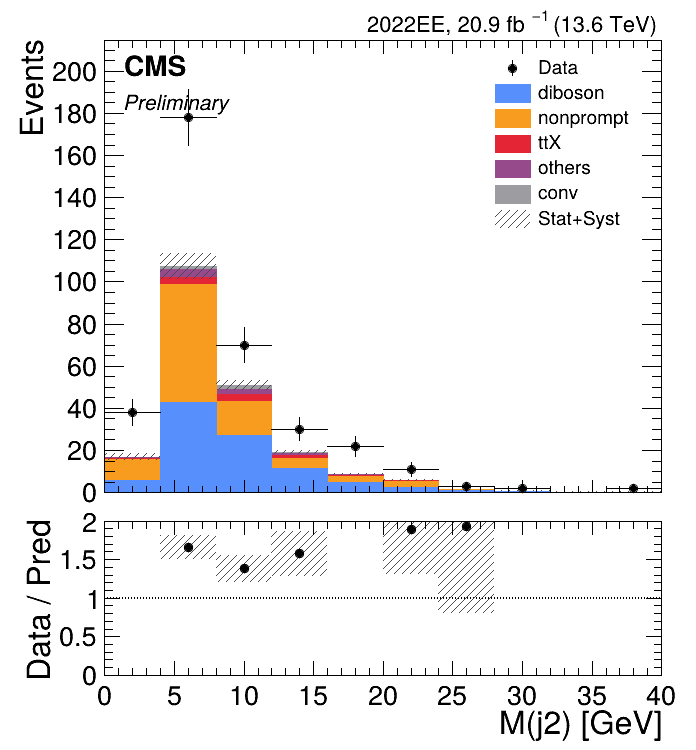 2022EE, 20.9 fb⁻¹ (13.6 TeV)
Events
CMS
Preliminary
Data
diboson
nonprompt
ttX
others
conv
Stat+Syst
200
180
160
140
120
100
80
60
40
20
0
Data / Pred
2
1.5
1
0.5
0
0 5 10 15 20 25 30 35 40
M(j2) [GeV]